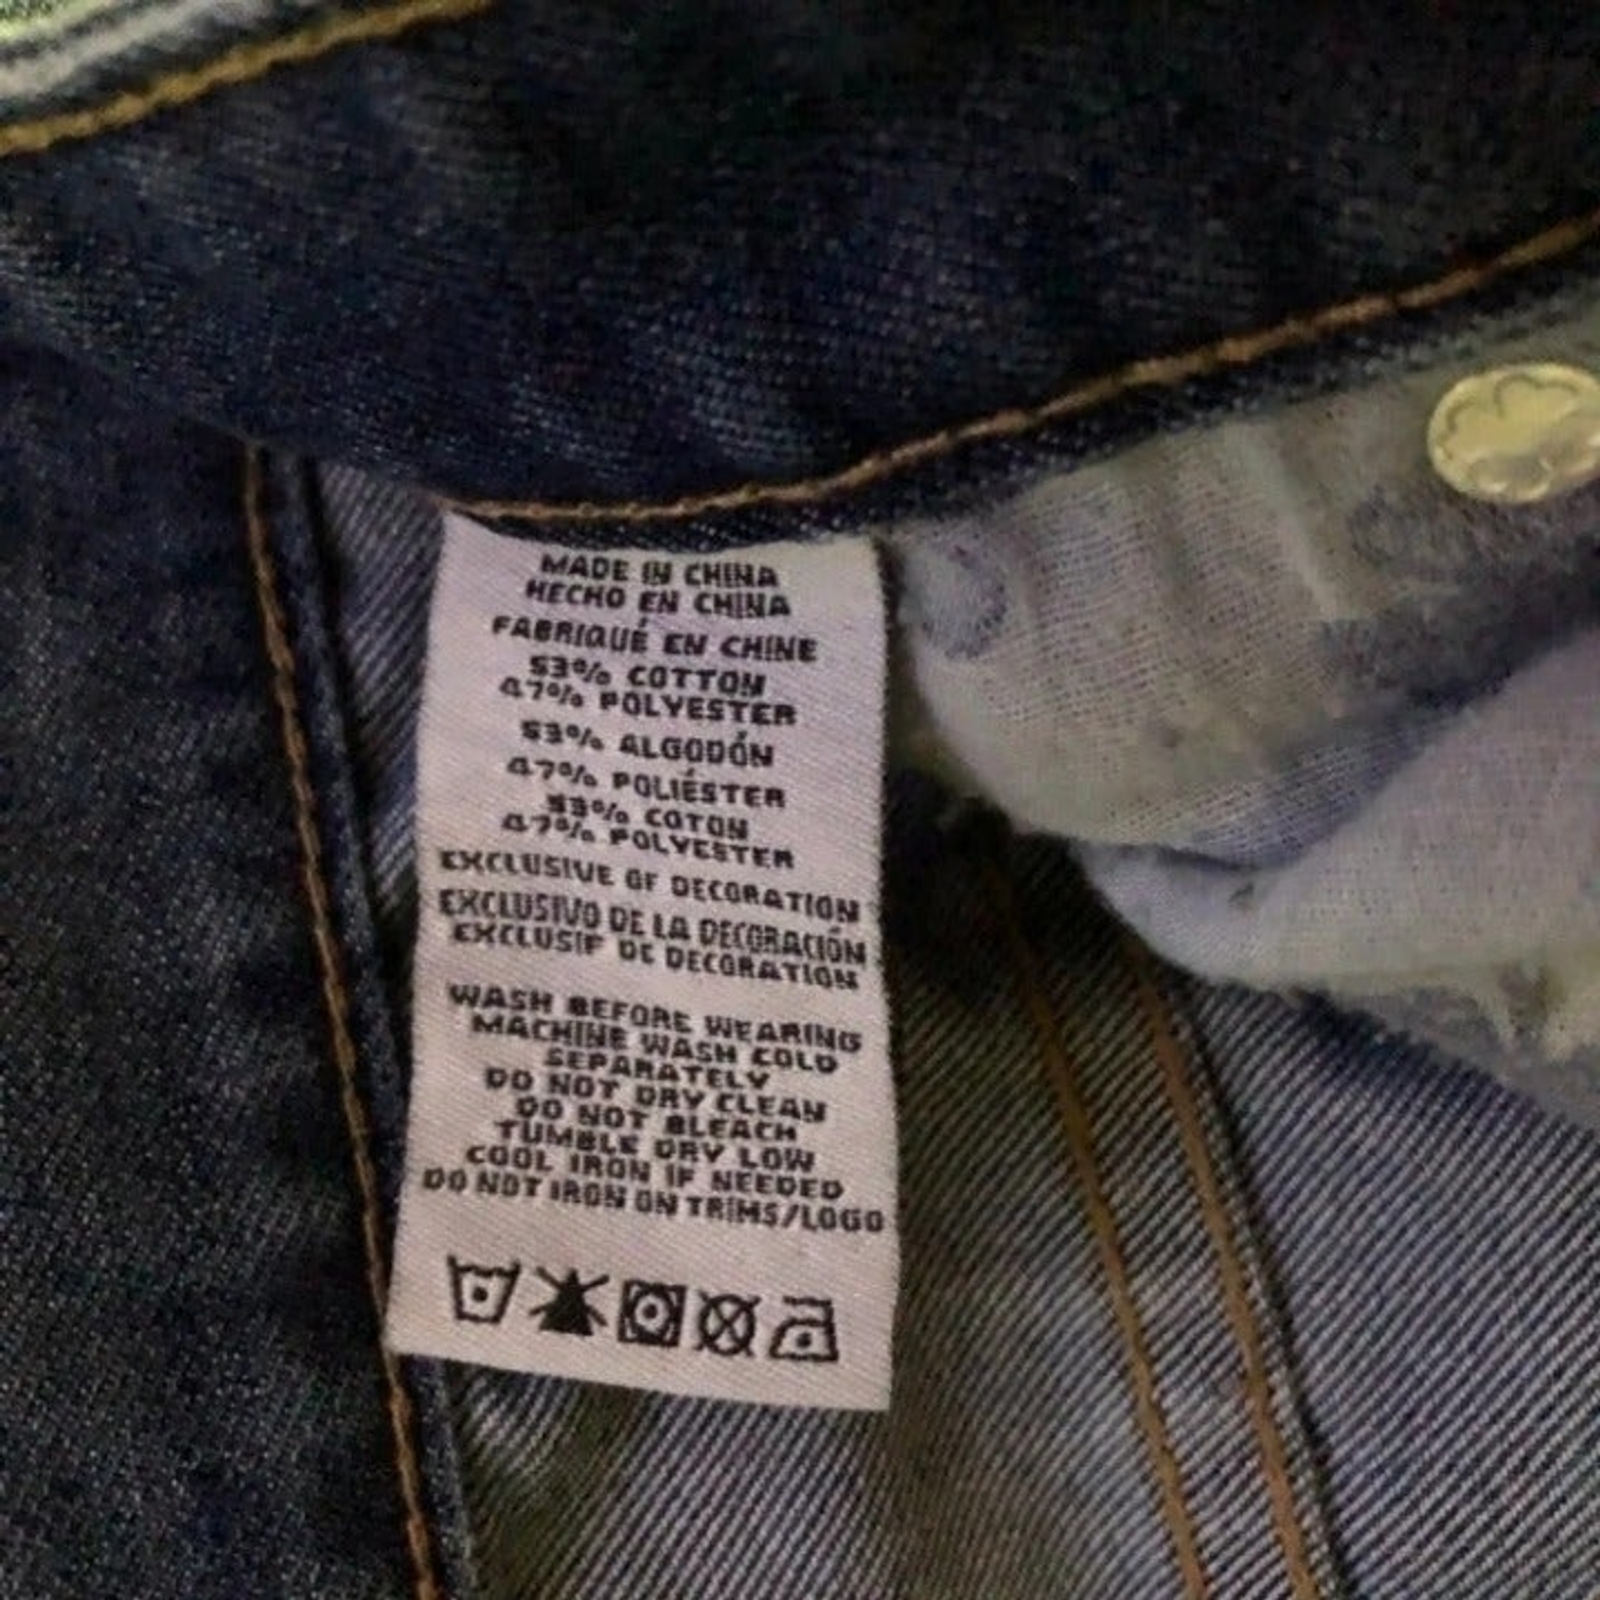 MADE IN CHINA
HECHO EN CHINA
FABRIQUÉ EN CHINE
53% COTTON
47% POLYESTER
53% ALGODÓN
47% POLIÉSTER
53% COTON
47% POLYESTER
EXCLUSIVE OF DECORATION
EXCLUSIVO DE LA DECORACIÓN
EXCLUSIF DE DECORATION
WASH BEFORE WEARING
MACHINE WASH COLD
SEPARATELY
DO NOT DRY CLEAN
DO NOT BLEACH
TUMBLE DRY LOW
COOL IRON IF NEEDED
DO NOT IRON ON TRIMS/LOGO